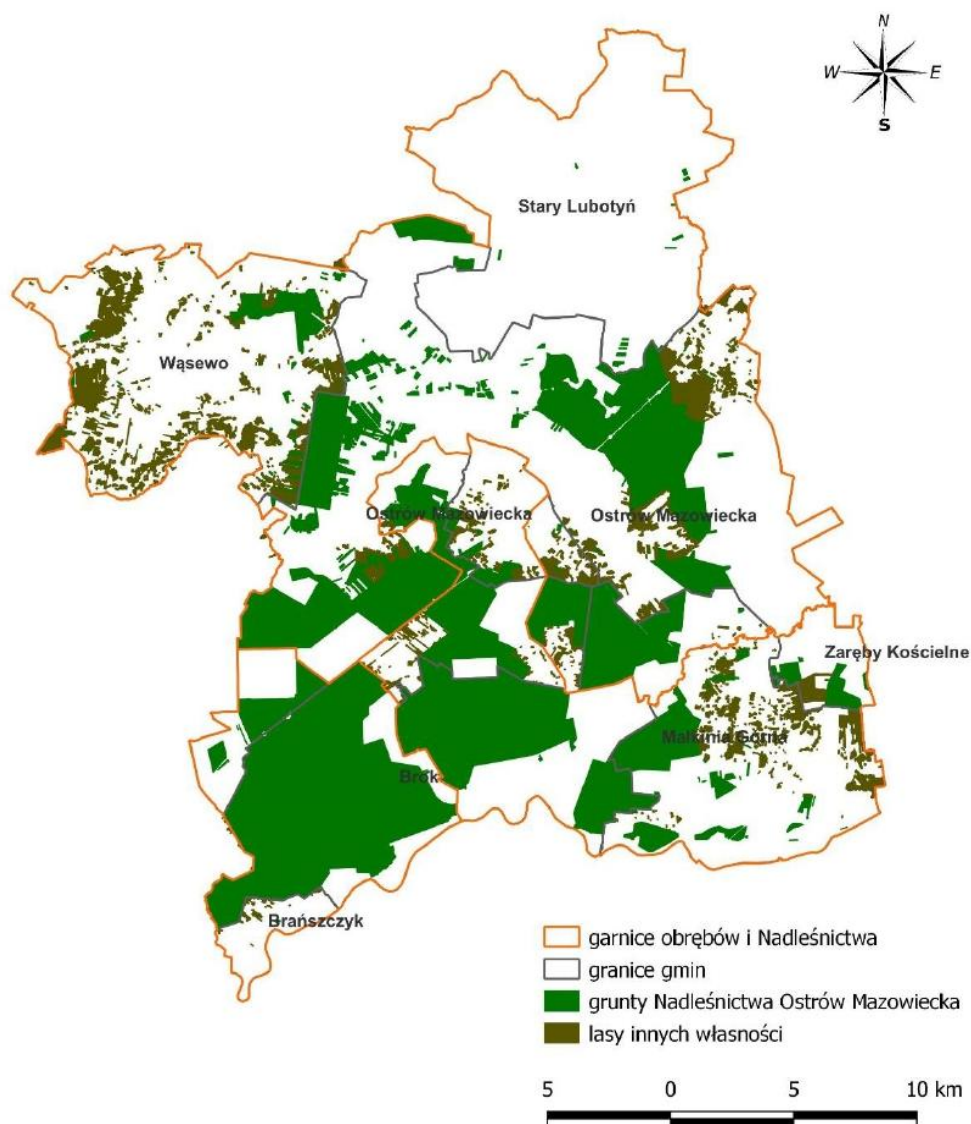 N
W E
S
Stary Lubotyń
Wąsewo
Ostrów Mazowiecka
Ostrów Mazowiecka
Zaręby Kościelne
Małkinia Górna
Brok
Brańszczyk
garnice obrębów i Nadleśnictwa
granice gmin
grunty Nadleśnictwa Ostrów Mazowiecka
lasy innych własności
5 0 5 10 km